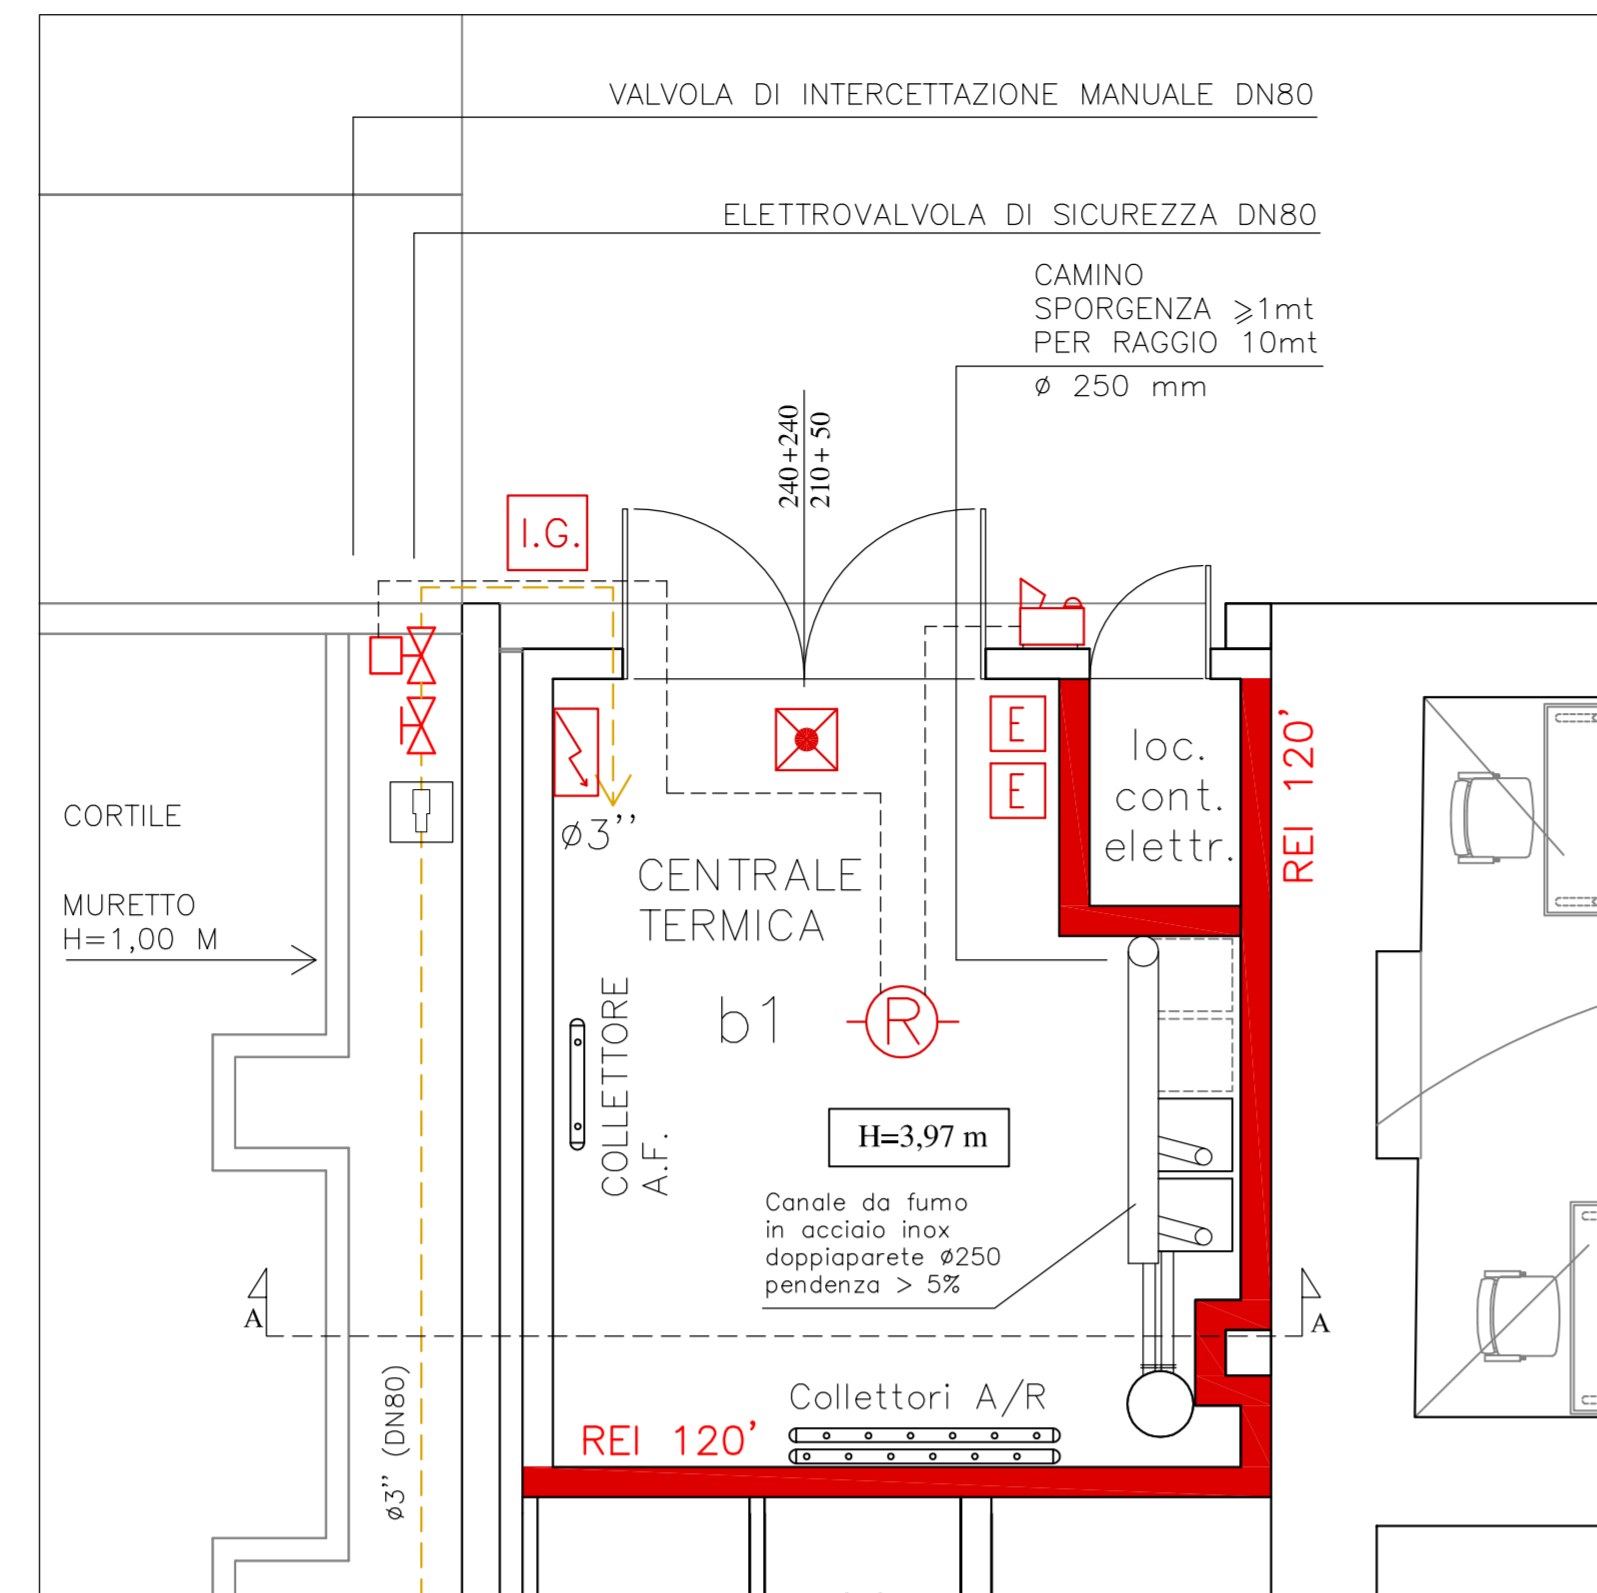 VALVOLA DI INTERCETTAZIONE MANUALE DN80
ELETTROVALVOLA DI SICUREZZA DN80
CAMINO
SPORGENZA ⩾1mt
PER RAGGIO 10mt
ø 250 mm
240+240
210+ 50
I.G.
E
E
loc.
cont.
elettr.
REI 120'
ø3''
CENTRALE
TERMICA
CORTILE
MURETTO
H=1,00 M
b1
R
COLLETTORE
A.F.
H=3,97 m
Canale da fumo
in acciaio inox
doppiaparete ø250
pendenza > 5%
A
A
ø3'' (DN80)
Collettori A/R
REI 120'